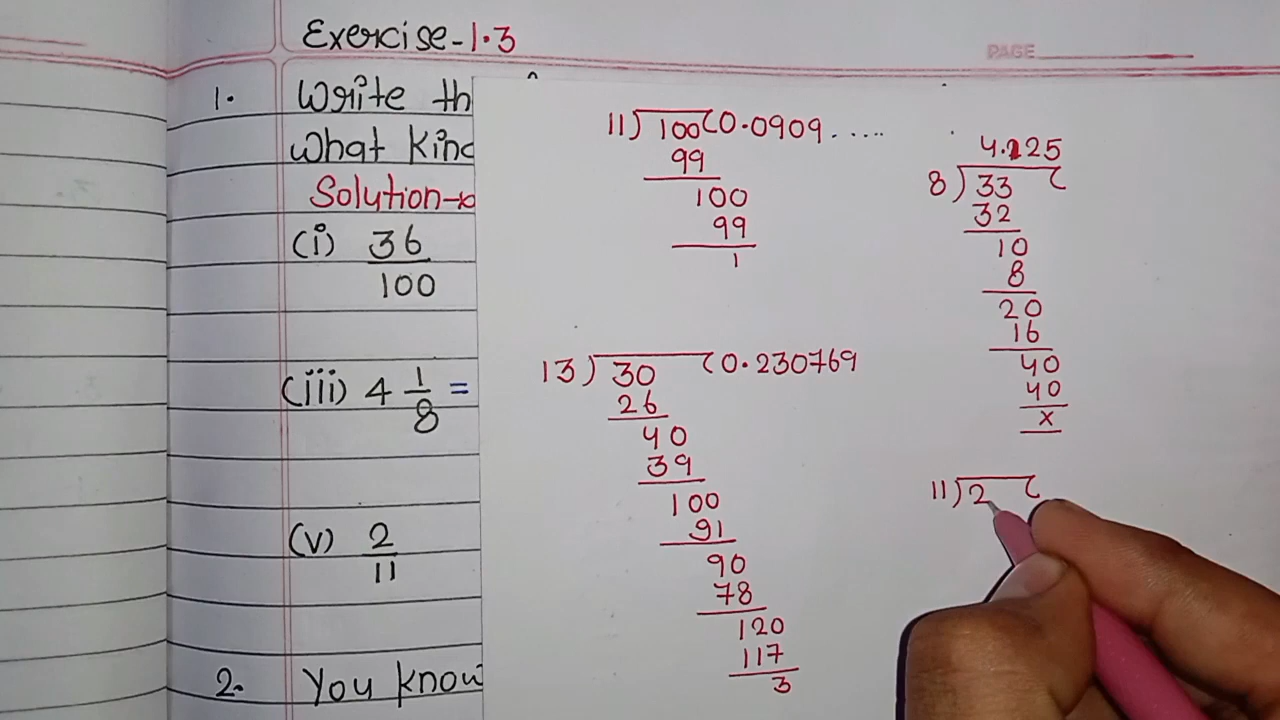 Exercise-1.3
PAGE
1. Write th
What Kinc
Solution→
(i) 36
100
(iii) 4 1 =
8
(v) 2
11
2. You know
11) 100 ( 0.0909.....
99
100
99
1
13) 30 ( 0.230769
26
40
39
100
91
90
78
120
117
3
4.125
8) 33 (
32
10
8
20
16
40
40
x
11) 2 (